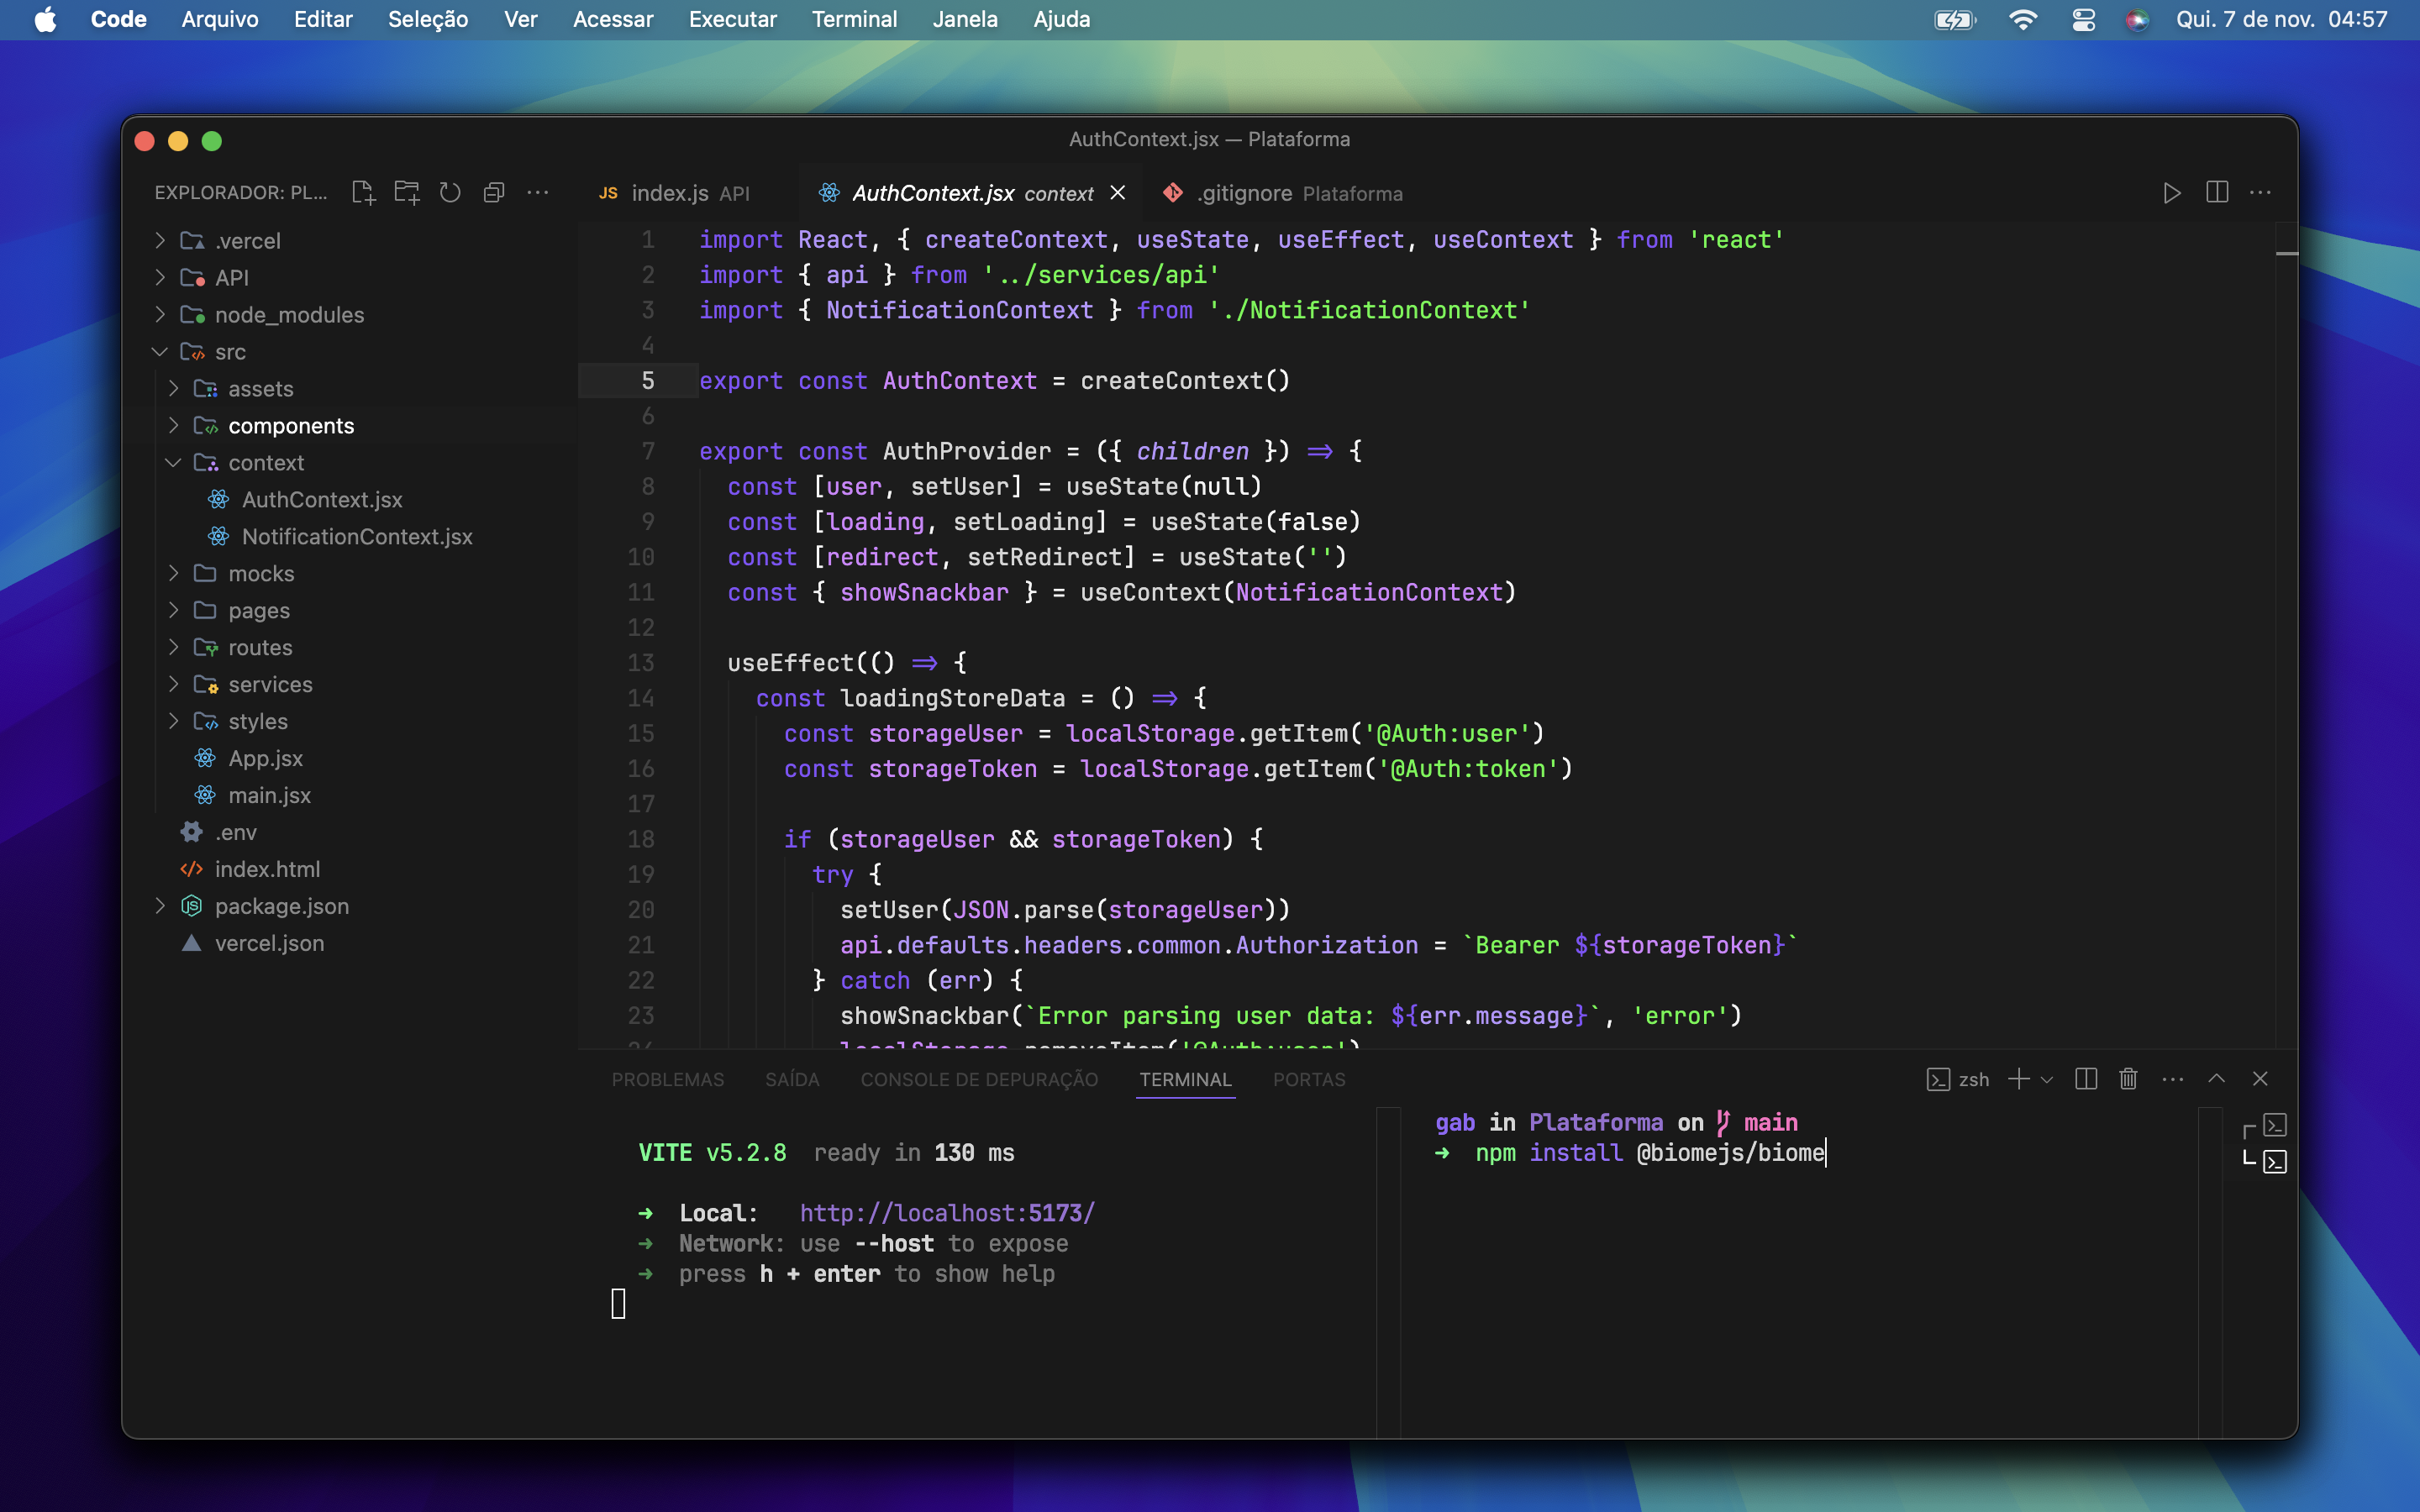 Code Arquivo Editar Seleção Ver Acessar Executar Terminal Janela Ajuda Qui. 7 de nov. 04:57
AuthContext.jsx — Plataforma
EXPLORADOR: PL...
JS index.js API AuthContext.jsx context .gitignore Plataforma
.vercel
API
node_modules
src
assets
components
context
AuthContext.jsx
NotificationContext.jsx
mocks
pages
routes
services
styles
App.jsx
main.jsx
.env
index.html
package.json
vercel.json
1 import React, { createContext, useState, useEffect, useContext } from 'react'
2 import { api } from '../services/api'
3 import { NotificationContext } from './NotificationContext'
4
5 export const AuthContext = createContext()
6
7 export const AuthProvider = ({ children }) => {
8 const [user, setUser] = useState(null)
9 const [loading, setLoading] = useState(false)
10 const [redirect, setRedirect] = useState('')
11 const { showSnackbar } = useContext(NotificationContext)
12
13 useEffect(() => {
14 const loadingStoreData = () => {
15 const storageUser = localStorage.getItem('@Auth:user')
16 const storageToken = localStorage.getItem('@Auth:token')
17
18 if (storageUser && storageToken) {
19 try {
20 setUser(JSON.parse(storageUser))
21 api.defaults.headers.common.Authorization = `Bearer ${storageToken}`
22 } catch (err) {
23 showSnackbar(`Error parsing user data: ${err.message}`, 'error')
24 localStorage.removeItem('@Auth:user')
PROBLEMAS SAÍDA CONSOLE DE DEPURAÇÃO TERMINAL PORTAS zsh
VITE v5.2.8 ready in 130 ms
➜ Local: http://localhost:5173/
➜ Network: use --host to expose
➜ press h + enter to show help
gab in Plataforma on main
➜ npm install @biomejs/biome